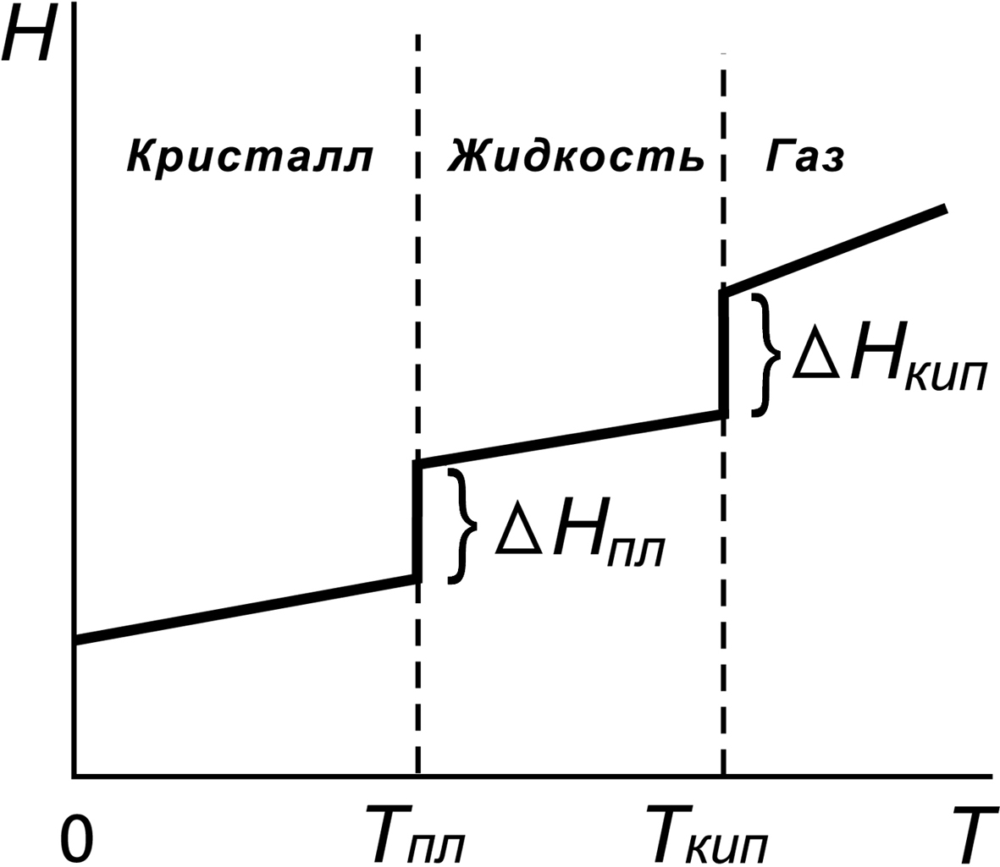 H
Кристалл Жидкость Газ
} ΔHкип
} ΔHпл
0 Tпл Tкип T